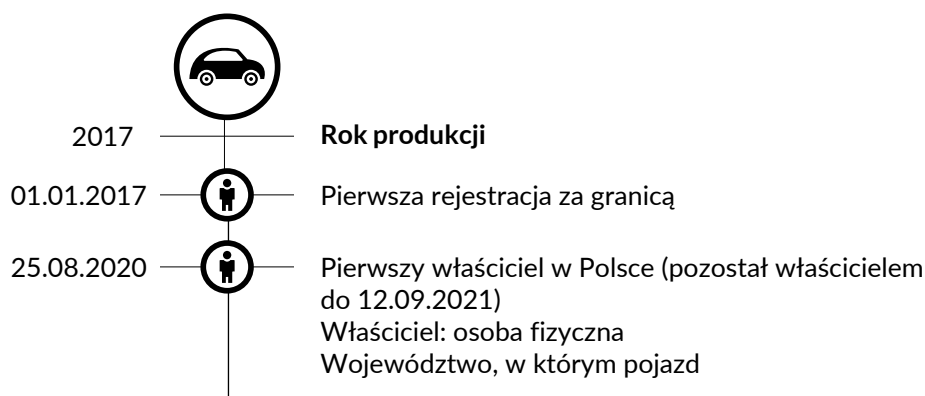 2017 Rok produkcji
01.01.2017 Pierwsza rejestracja za granicą
25.08.2020 Pierwszy właściciel w Polsce (pozostał właścicielem
do 12.09.2021)
Właściciel: osoba fizyczna
Województwo, w którym pojazd